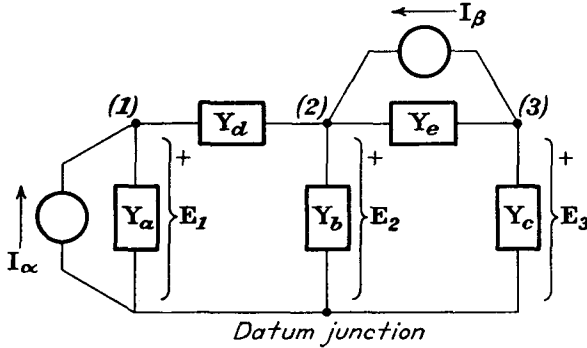 I_β
(1) Y_d (2) Y_e (3)
I_α Y_a + E_1 Y_b + E_2 Y_c + E_3
Datum junction